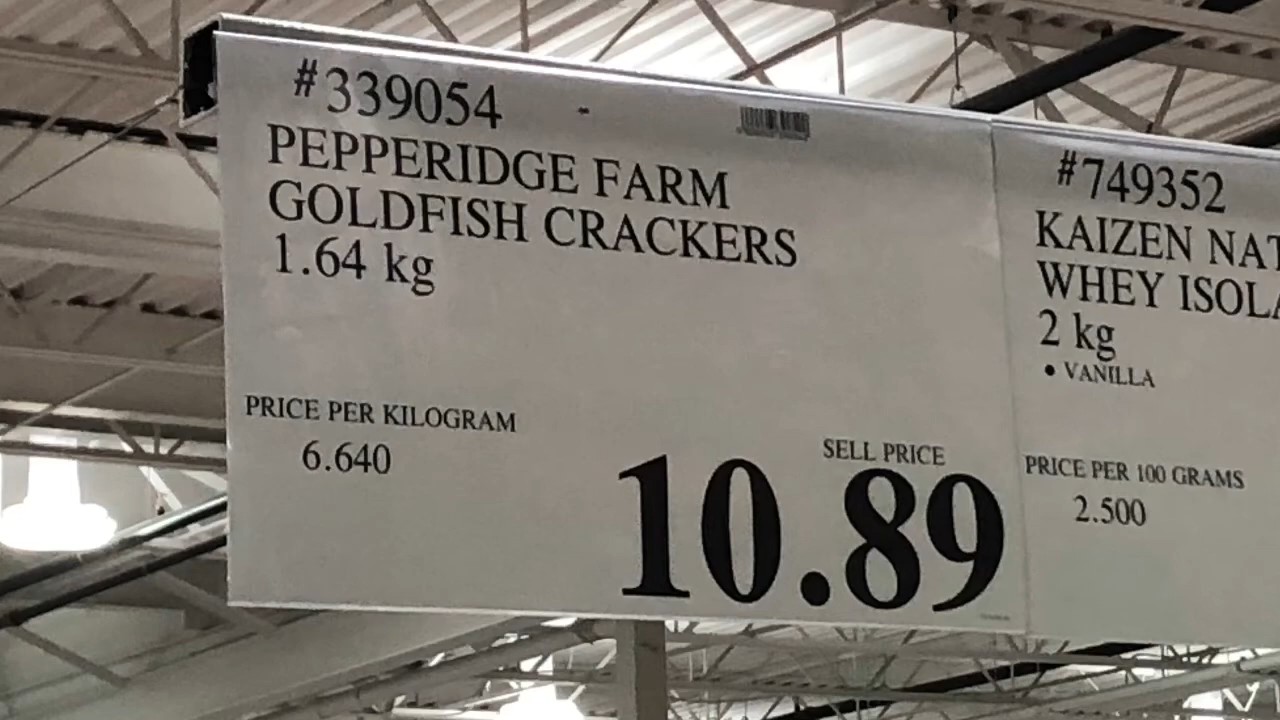 #339054
PEPPERIDGE FARM
GOLDFISH CRACKERS
1.64 kg
PRICE PER KILOGRAM
6.640
SELL PRICE
10.89
#749352
KAIZEN NAT
WHEY ISOLA
2 kg
• VANILLA
PRICE PER 100 GRAMS
2.500